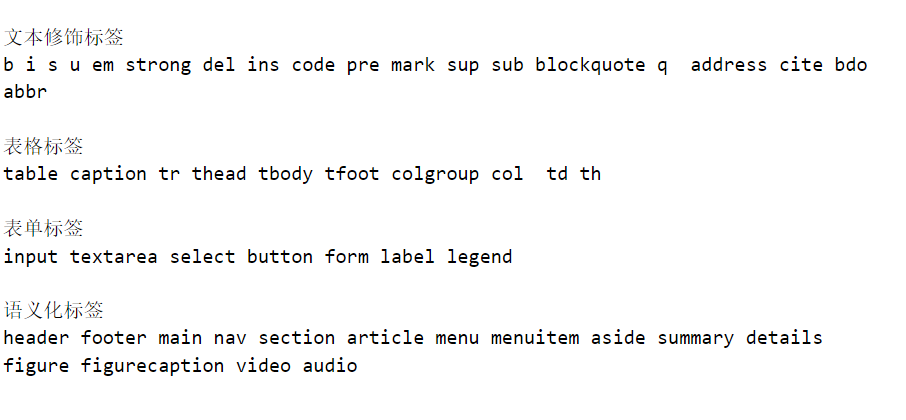 文本修饰标签
b i s u em strong del ins code pre mark sup sub blockquote q  address cite bdo
abbr
表格标签
table caption tr thead tbody tfoot colgroup col  td th
表单标签
input textarea select button form label legend
语义化标签
header footer main nav section article menu menuitem aside summary details
figure figurecaption video audio